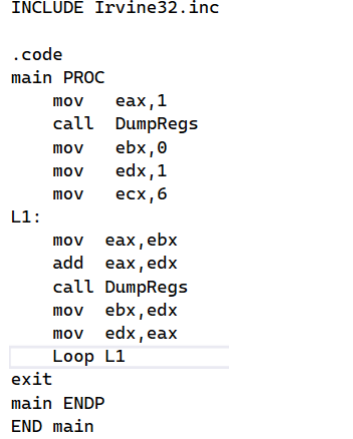 INCLUDE Irvine32.inc
.code
main PROC
mov eax,1
call DumpRegs
mov ebx,0
mov edx,1
mov ecx,6
L1:
mov eax,ebx
add eax,edx
call DumpRegs
mov ebx,edx
mov edx,eax
Loop L1
exit
main ENDP
END main